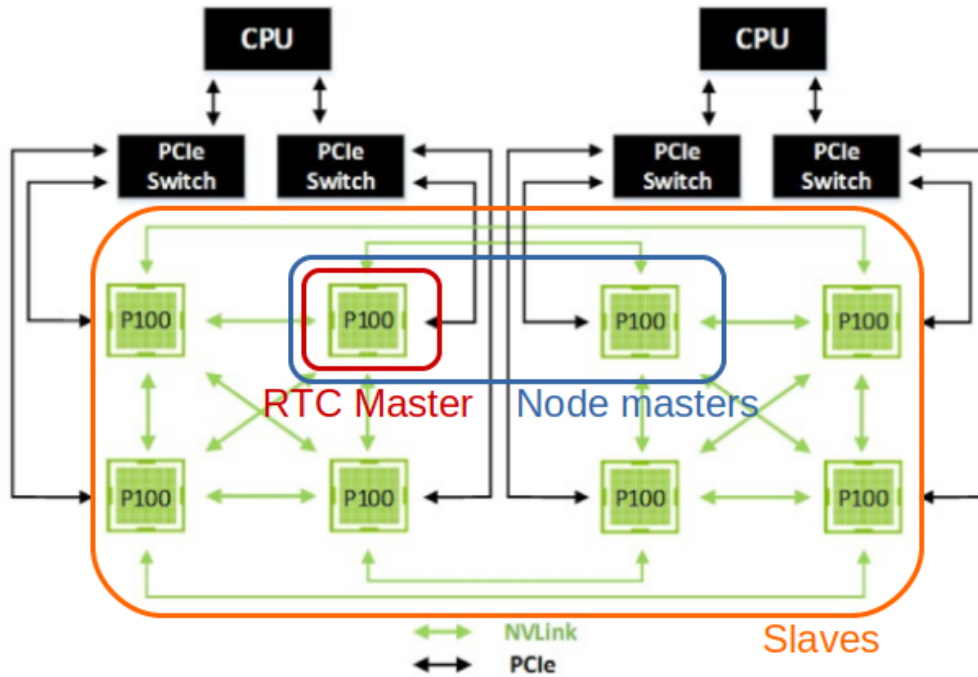 CPU
CPU
PCIe
Switch
PCIe
Switch
PCIe
Switch
PCIe
Switch
P100
P100
P100
P100
RTC Master
Node masters
P100
P100
P100
P100
NVLink
PCIe
Slaves